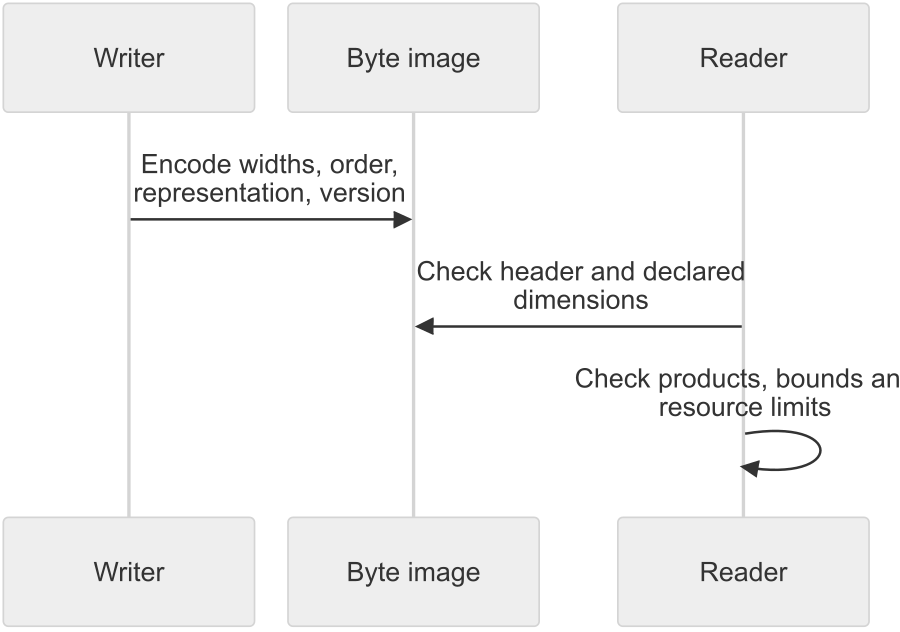 Writer
Byte image
Reader
Encode widths, order,
representation, version
Check header and declared
dimensions
Check products, bounds an
resource limits
Writer
Byte image
Reader